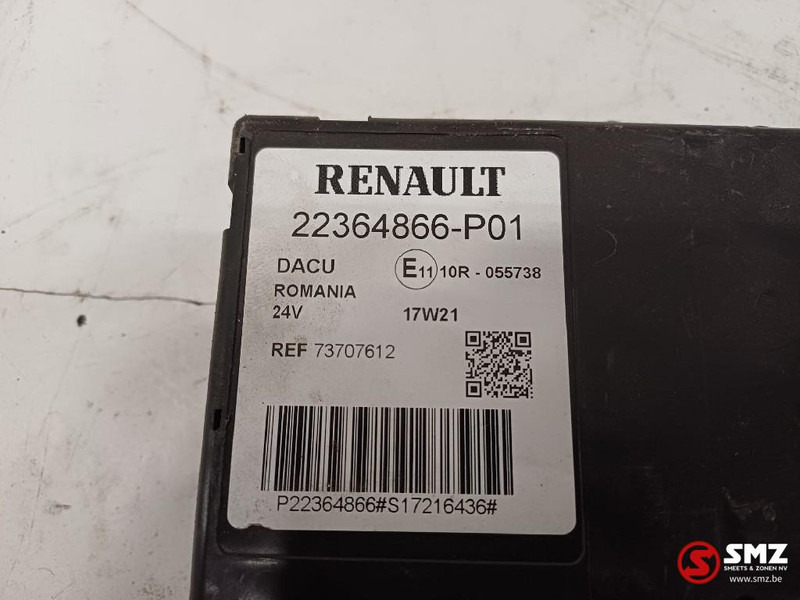 RENAULT
22364866-P01
DACU E11 10R - 055738
ROMANIA
24V 17W21
REF 73707612
P22364866#S17216436#
SMZ
SMEETS & ZONEN NV
www.smz.be